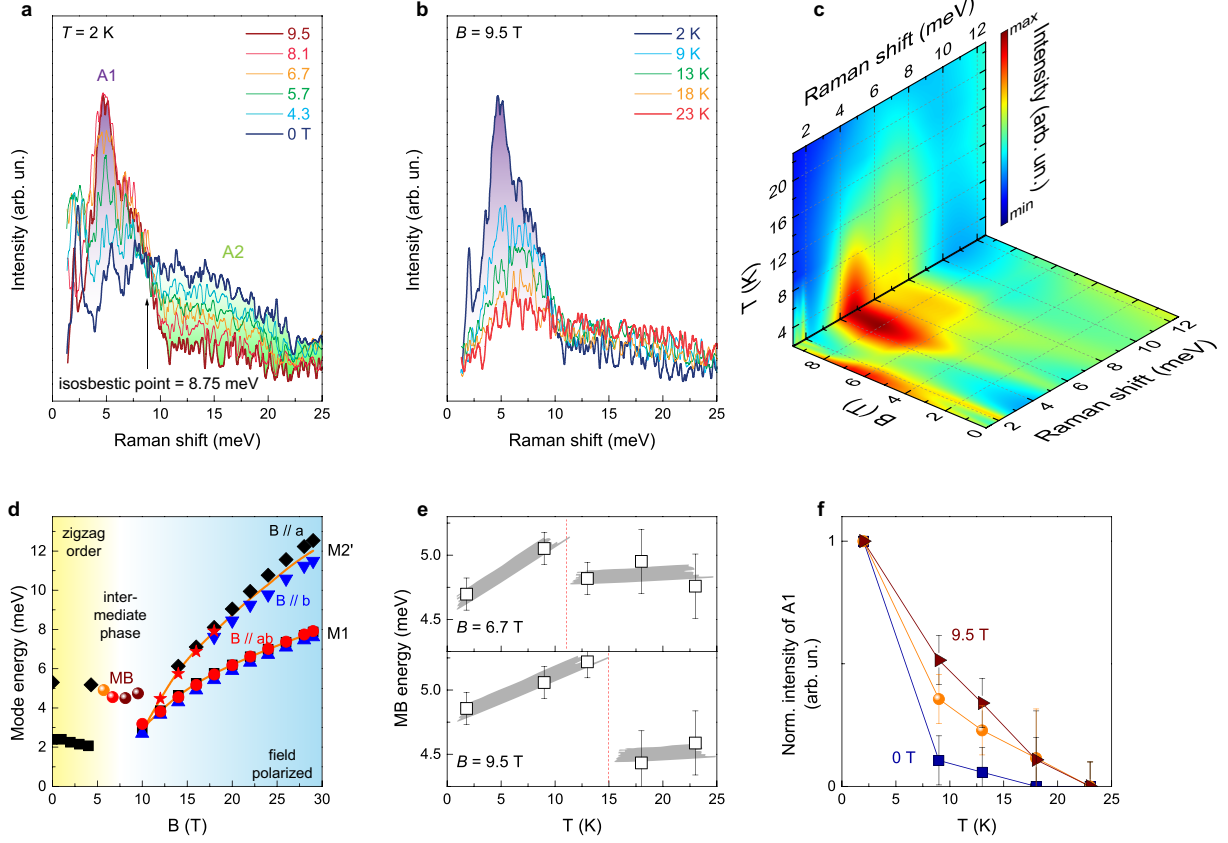 a
T = 2 K
A1
9.5
8.1
6.7
5.7
4.3
0 T
A2
isosbestic point = 8.75 meV
Intensity (arb. un.)
0 5 10 15 20 25
Raman shift (meV)
b
B = 9.5 T
2 K
9 K
13 K
18 K
23 K
Intensity (arb. un.)
0 5 10 15 20 25
Raman shift (meV)
c
Raman shift (meV)
2 4 6 8 10 12
max
Intensity (arb. un.)
min
T (K)
20
16
12
8
4
B (T)
8 6 4 2 0
Raman shift (meV)
2 4 6 8 10 12
d
zigzag
order
inter-
mediate
phase
MB
B // a
M2'
B // b
B // ab
M1
field
polarized
Mode energy (meV)
12
10
8
6
4
2
0
0 5 10 15 20 25 30
B (T)
e
MB energy (meV)
5.0
4.5
B = 6.7 T
5.0
4.5
B = 9.5 T
0 5 10 15 20 25
T (K)
f
Norm. intensity of A1
(arb. un.)
1
0
9.5 T
0 T
0 5 10 15 20 25
T (K)